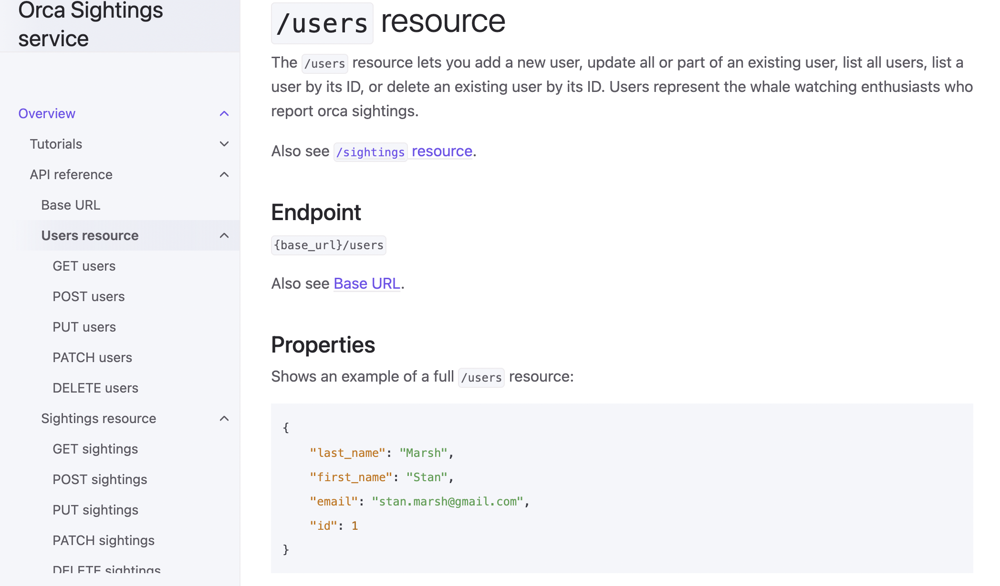 Orca Sightings
service
Overview
Tutorials
API reference
Base URL
Users resource
GET users
POST users
PUT users
PATCH users
DELETE users
Sightings resource
GET sightings
POST sightings
PUT sightings
PATCH sightings
DELETE sightings
/users resource
The /users resource lets you add a new user, update all or part of an existing user, list all users, list a
user by its ID, or delete an existing user by its ID. Users represent the whale watching enthusiasts who
report orca sightings.
Also see /sightings resource.
Endpoint
{base_url}/users
Also see Base URL.
Properties
Shows an example of a full /users resource:
{
    "last_name": "Marsh",
    "first_name": "Stan",
    "email": "stan.marsh@gmail.com",
    "id": 1
}